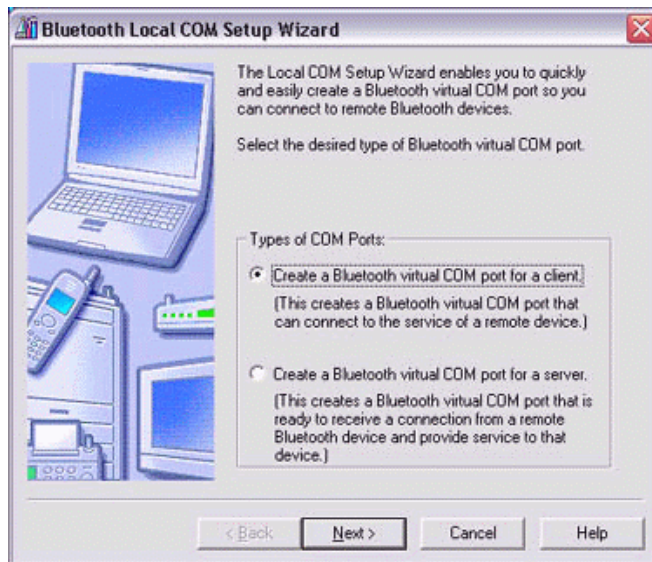 Bluetooth Local COM Setup Wizard
The Local COM Setup Wizard enables you to quickly
and easily create a Bluetooth virtual COM port so you
can connect to remote Bluetooth devices.
Select the desired type of Bluetooth virtual COM port.
Types of COM Ports:
Create a Bluetooth virtual COM port for a client.
(This creates a Bluetooth virtual COM port that
can connect to the service of a remote device.)
Create a Bluetooth virtual COM port for a server.
(This creates a Bluetooth virtual COM port that is
ready to receive a connection from a remote
Bluetooth device and provide service to that
device.)
< Back Next > Cancel Help